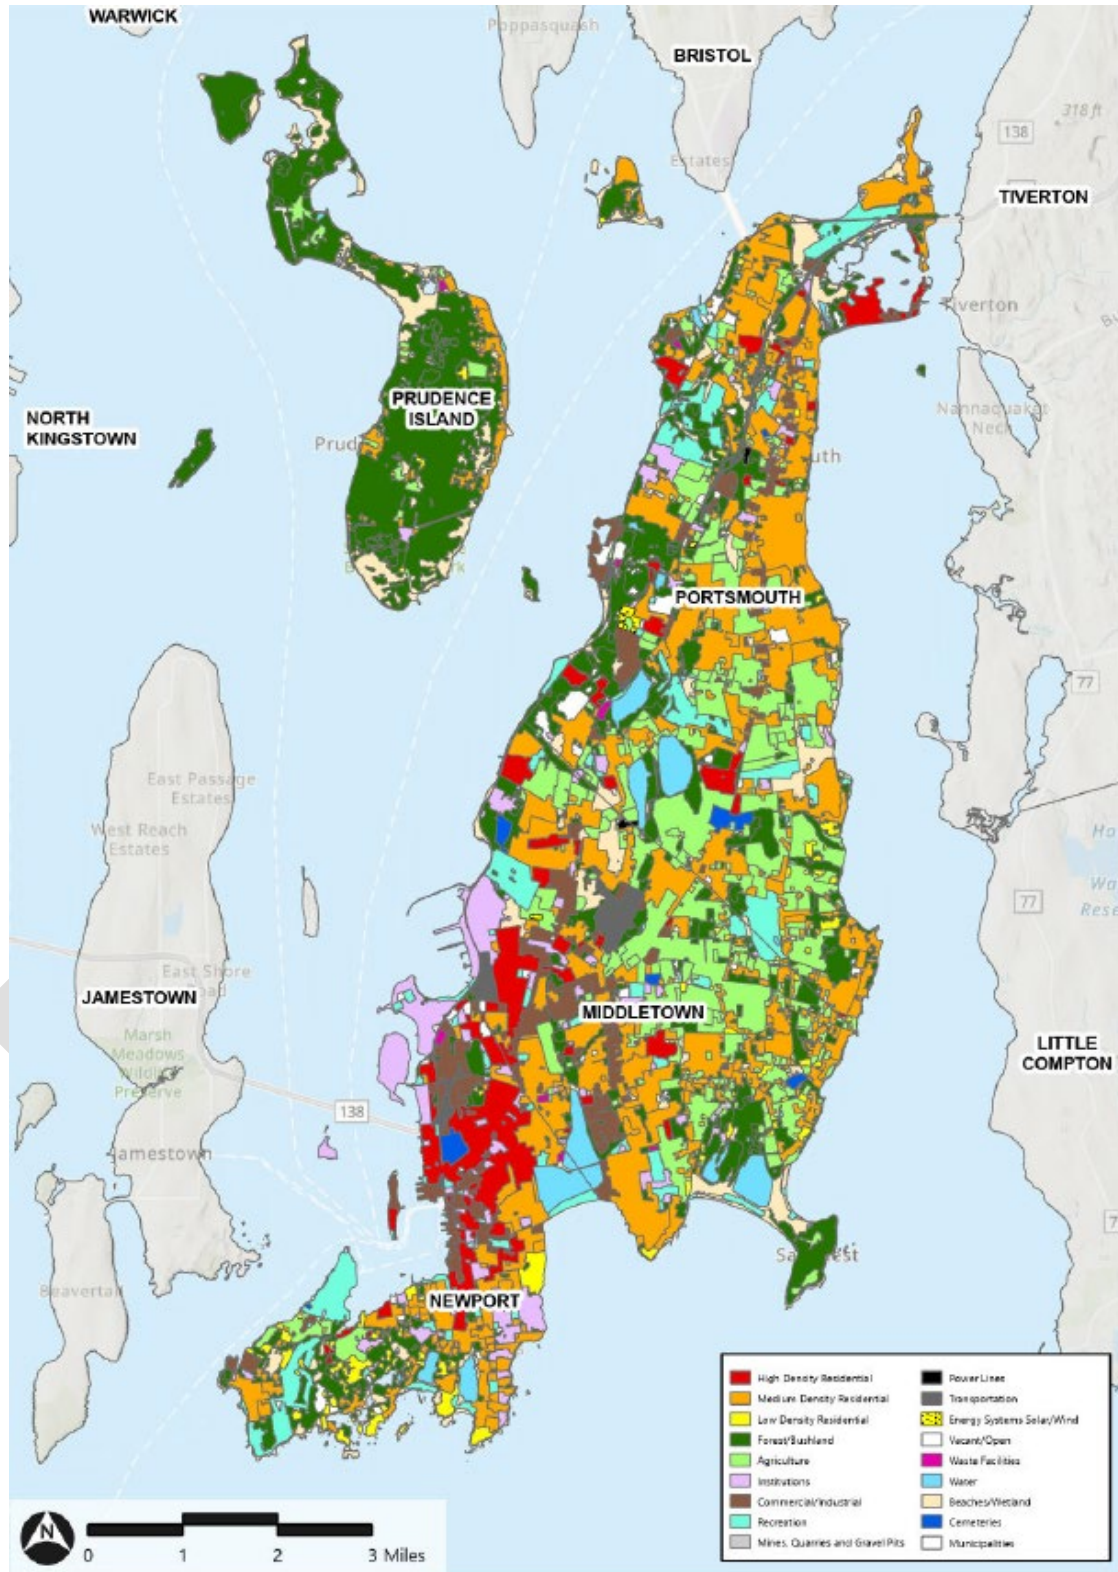 WARWICK
Poppasquash
BRISTOL
318 ft
138
Estates
TIVERTON
Tiverton
NORTH
KINGSTOWN
PRUDENCE
ISLAND
Prud
Nannaquaket
Neck
uth
PORTSMOUTH
77
East Passage
Estates
West Reach
Estates
77
East Shore
Road
JAMESTOWN
MIDDLETOWN
Marsh
Meadows
Wildlife
Preserve
LITTLE
COMPTON
138
Jamestown
Beavertail
NEWPORT
High Density Residential
Medium Density Residential
Low Density Residential
Forest/Bushland
Agriculture
Institutions
Commercial/Industrial
Recreation
Mines, Quarries and Gravel Pits
Power Lines
Transportation
Energy Systems Solar/Wind
Vacant/Open
Waste Facilities
Water
Beaches/Wetland
Cemeteries
Municipalities
N
0 1 2 3 Miles